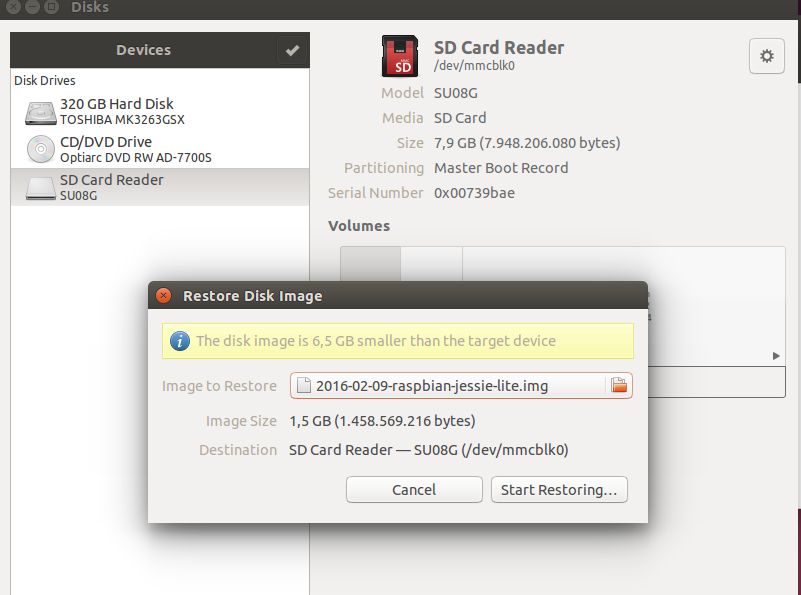 Disks
Devices
Disk Drives
320 GB Hard Disk
TOSHIBA MK3263GSX
CD/DVD Drive
Optiarc DVD RW AD-7700S
SD Card Reader
SU08G
SD
SD Card Reader
/dev/mmcblk0
Model SU08G
Media SD Card
Size 7,9 GB (7.948.206.080 bytes)
Partitioning Master Boot Record
Serial Number 0x00739bae
Volumes
Restore Disk Image
The disk image is 6,5 GB smaller than the target device
Image to Restore 2016-02-09-raspbian-jessie-lite.img
Image Size 1,5 GB (1.458.569.216 bytes)
Destination SD Card Reader — SU08G (/dev/mmcblk0)
Cancel Start Restoring...